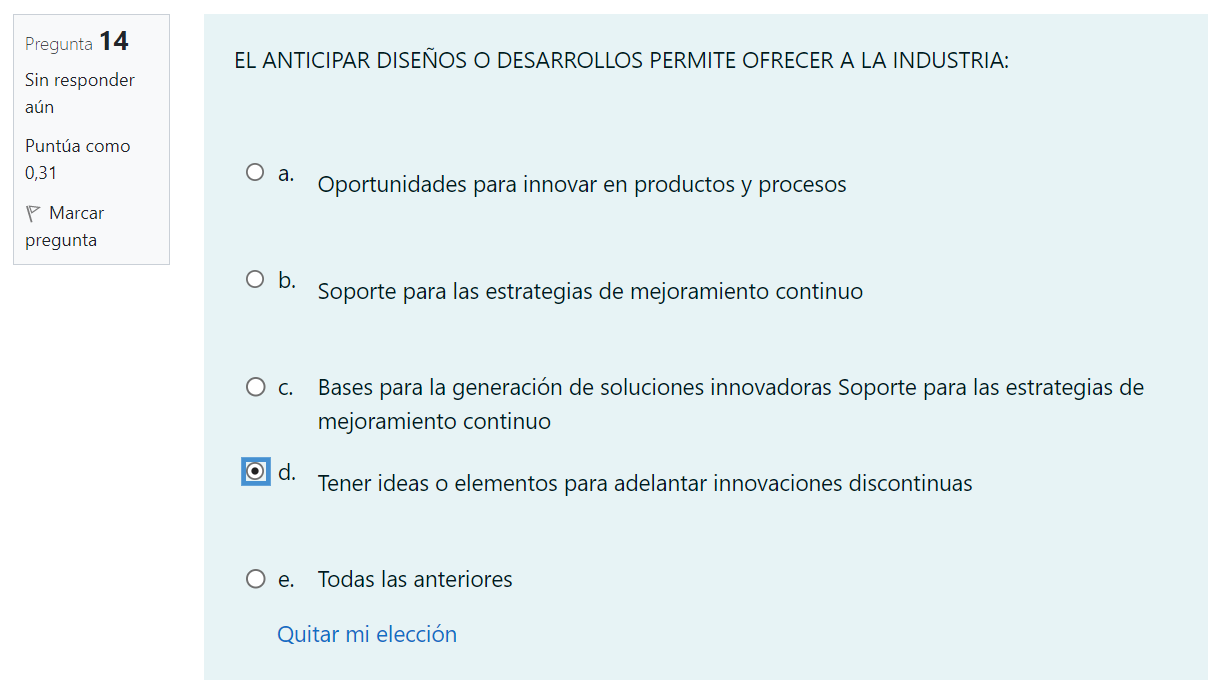 Pregunta 14
Sin responder
aún
Puntúa como
0,31
Marcar
pregunta
EL ANTICIPAR DISEÑOS O DESARROLLOS PERMITE OFRECER A LA INDUSTRIA:
a. Oportunidades para innovar en productos y procesos
b. Soporte para las estrategias de mejoramiento continuo
c. Bases para la generación de soluciones innovadoras Soporte para las estrategias de
mejoramiento continuo
d. Tener ideas o elementos para adelantar innovaciones discontinuas
e. Todas las anteriores
Quitar mi elección